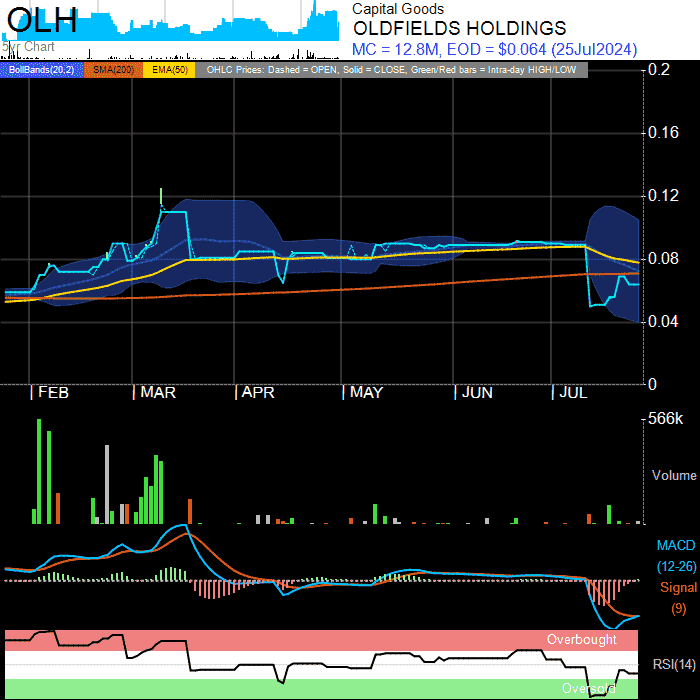 OLH
Capital Goods
OLDFIELDS HOLDINGS
MC = 12.8M, EOD = $0.064 (25Jul2024)
5yr Chart
BollBands(20,2) SMA(200) EMA(50) OHLC Prices: Dashed = OPEN, Solid = CLOSE, Green/Red bars = Intra-day HIGH/LOW
0.2
0.16
0.12
0.08
0.04
0
| FEB | MAR | APR | MAY | JUN | JUL
566k
Volume
MACD
(12-26)
Signal
(9)
Overbought
RSI(14)
Oversold